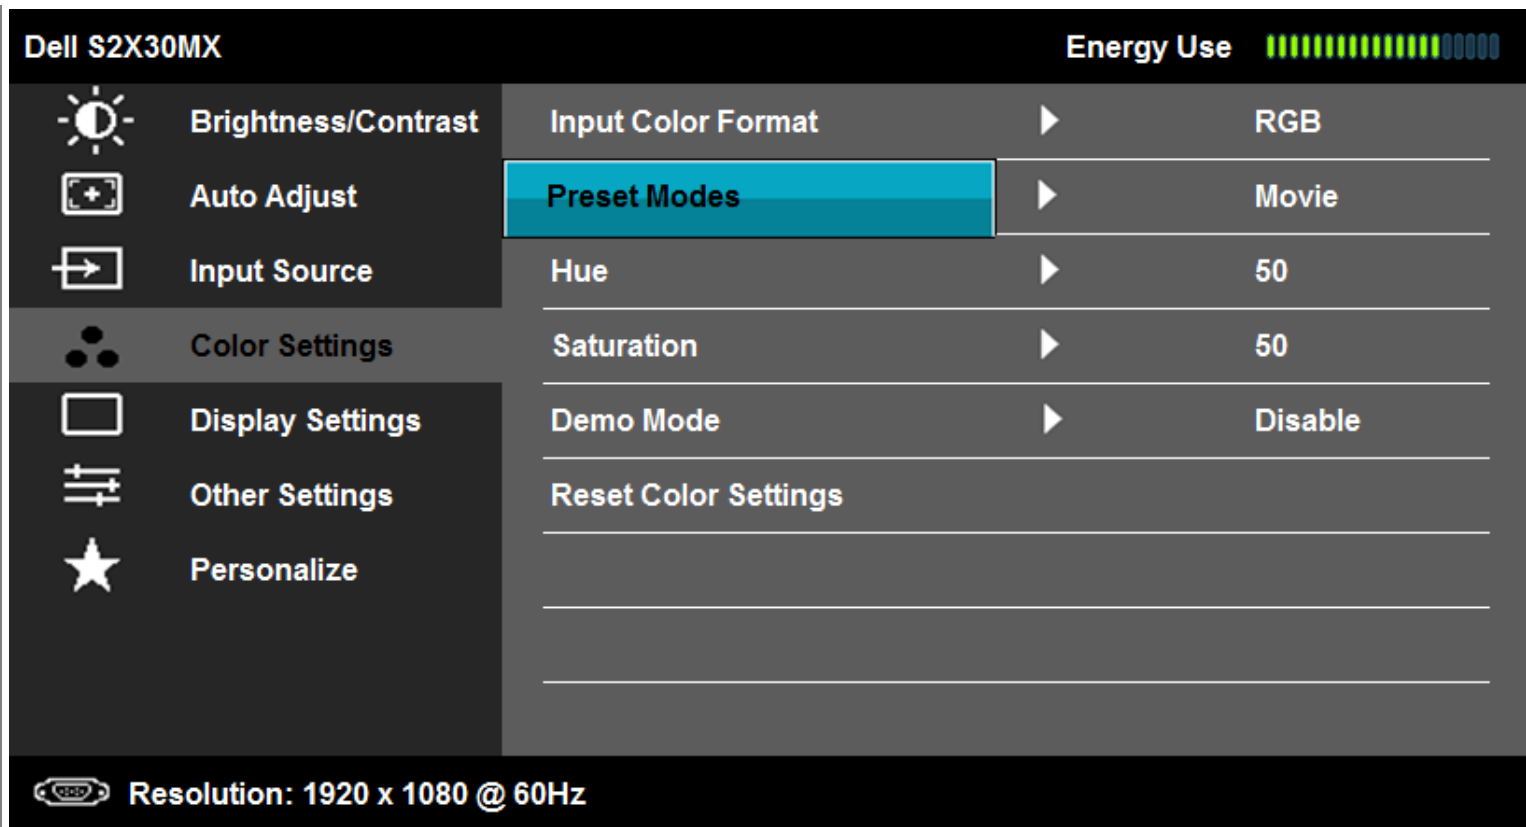 Dell S2X30MX Energy Use
Brightness/Contrast Input Color Format RGB
Auto Adjust Preset Modes Movie
Input Source Hue 50
Color Settings Saturation 50
Display Settings Demo Mode Disable
Other Settings Reset Color Settings
Personalize
Resolution: 1920 x 1080 @ 60Hz